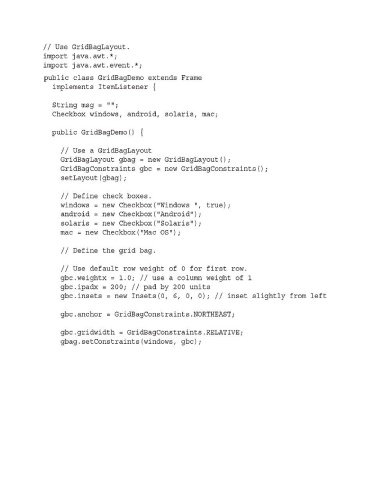 // Use GridBagLayout.
import java.awt.*;
import java.awt.event.*;
public class GridBagDemo extends Frame
implements ItemListener {
String msg = "";
Checkbox windows, android, solaris, mac;
public GridBagDemo() {
// Use a GridBagLayout
GridBagLayout gbag = new GridBagLayout();
GridBagConstraints gbc = new GridBagConstraints();
setLayout(gbag);
// Define check boxes.
windows = new Checkbox("Windows ", true);
android = new Checkbox("Android");
solaris = new Checkbox("Solaris");
mac = new Checkbox("Mac OS");
// Define the grid bag.
// Use default row weight of 0 for first row.
gbc.weightx = 1.0; // use a column weight of 1
gbc.ipadx = 200; // pad by 200 units
gbc.insets = new Insets(0, 6, 0, 0); // inset slightly from left
gbc.anchor = GridBagConstraints.NORTHEAST;
gbc.gridwidth = GridBagConstraints.RELATIVE;
gbag.setConstraints(windows, gbc);